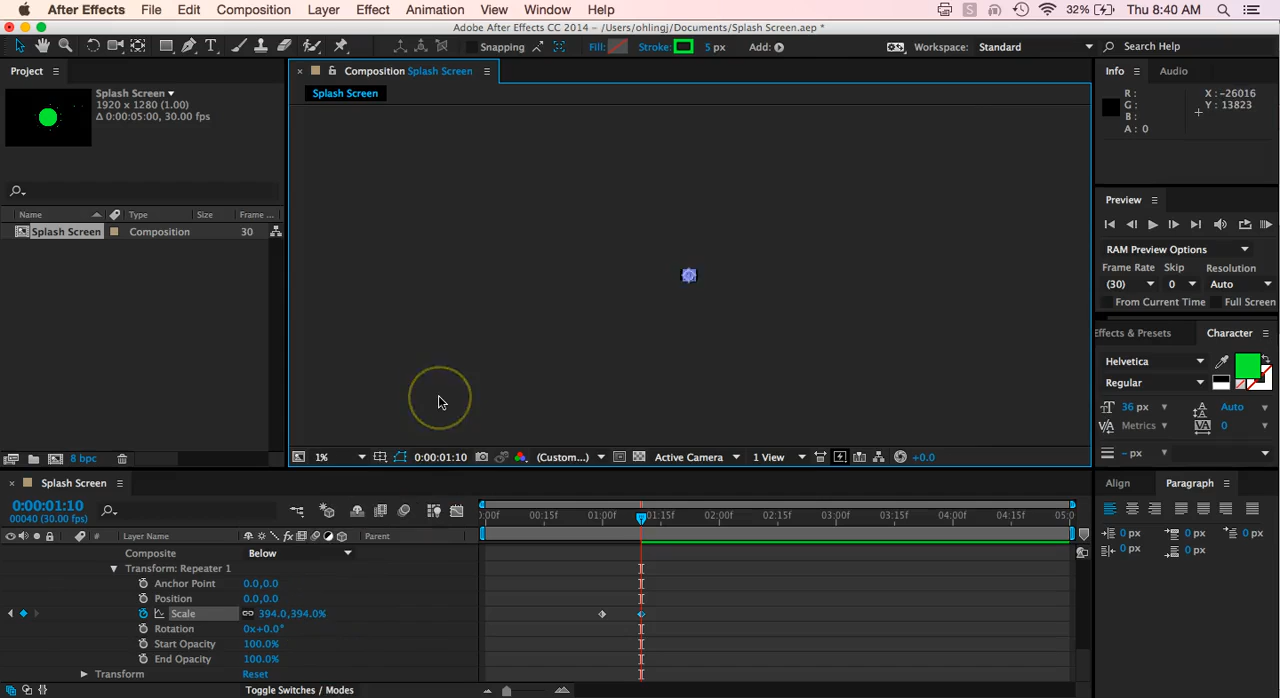 After Effects File Edit Composition Layer Effect Animation View Window Help 32% Thu 8:40 AM
Adobe After Effects CC 2014 – /Users/ohlingj/Documents/Splash Screen.aep *
Snapping Fill: Stroke: 5 px Add: Workspace: Standard Search Help
Project
Composition Splash Screen
Info Audio
Splash Screen
Splash Screen
1920 x 1280 (1.00)
Δ 0:00:05:00, 30.00 fps
R:
G:
B:
A: 0
X: -26016
Y: 13823
Preview
Name Type Size Frame ...
Splash Screen Composition 30
RAM Preview Options
Frame Rate Skip Resolution
(30) 0 Auto
From Current Time Full Screen
Effects & Presets Character
Helvetica
Regular
36 px Auto
Metrics 0
– px
8 bpc
1% 0:00:01:10 (Custom...) Active Camera 1 View +0.0
Splash Screen
Align Paragraph
0:00:01:10
00040 (30.00 fps)
:00f 00:15f 01:00f 01:15f 02:00f 02:15f 03:00f 03:15f 04:00f 04:15f 05:0
# Layer Name Parent
0 px 0 px 0 px
0 px 0 px
Composite Below
Transform: Repeater 1
Anchor Point 0.0,0.0
Position 0.0,0.0
Scale 394.0,394.0%
Rotation 0x+0.0°
Start Opacity 100.0%
End Opacity 100.0%
Transform Reset
Toggle Switches / Modes